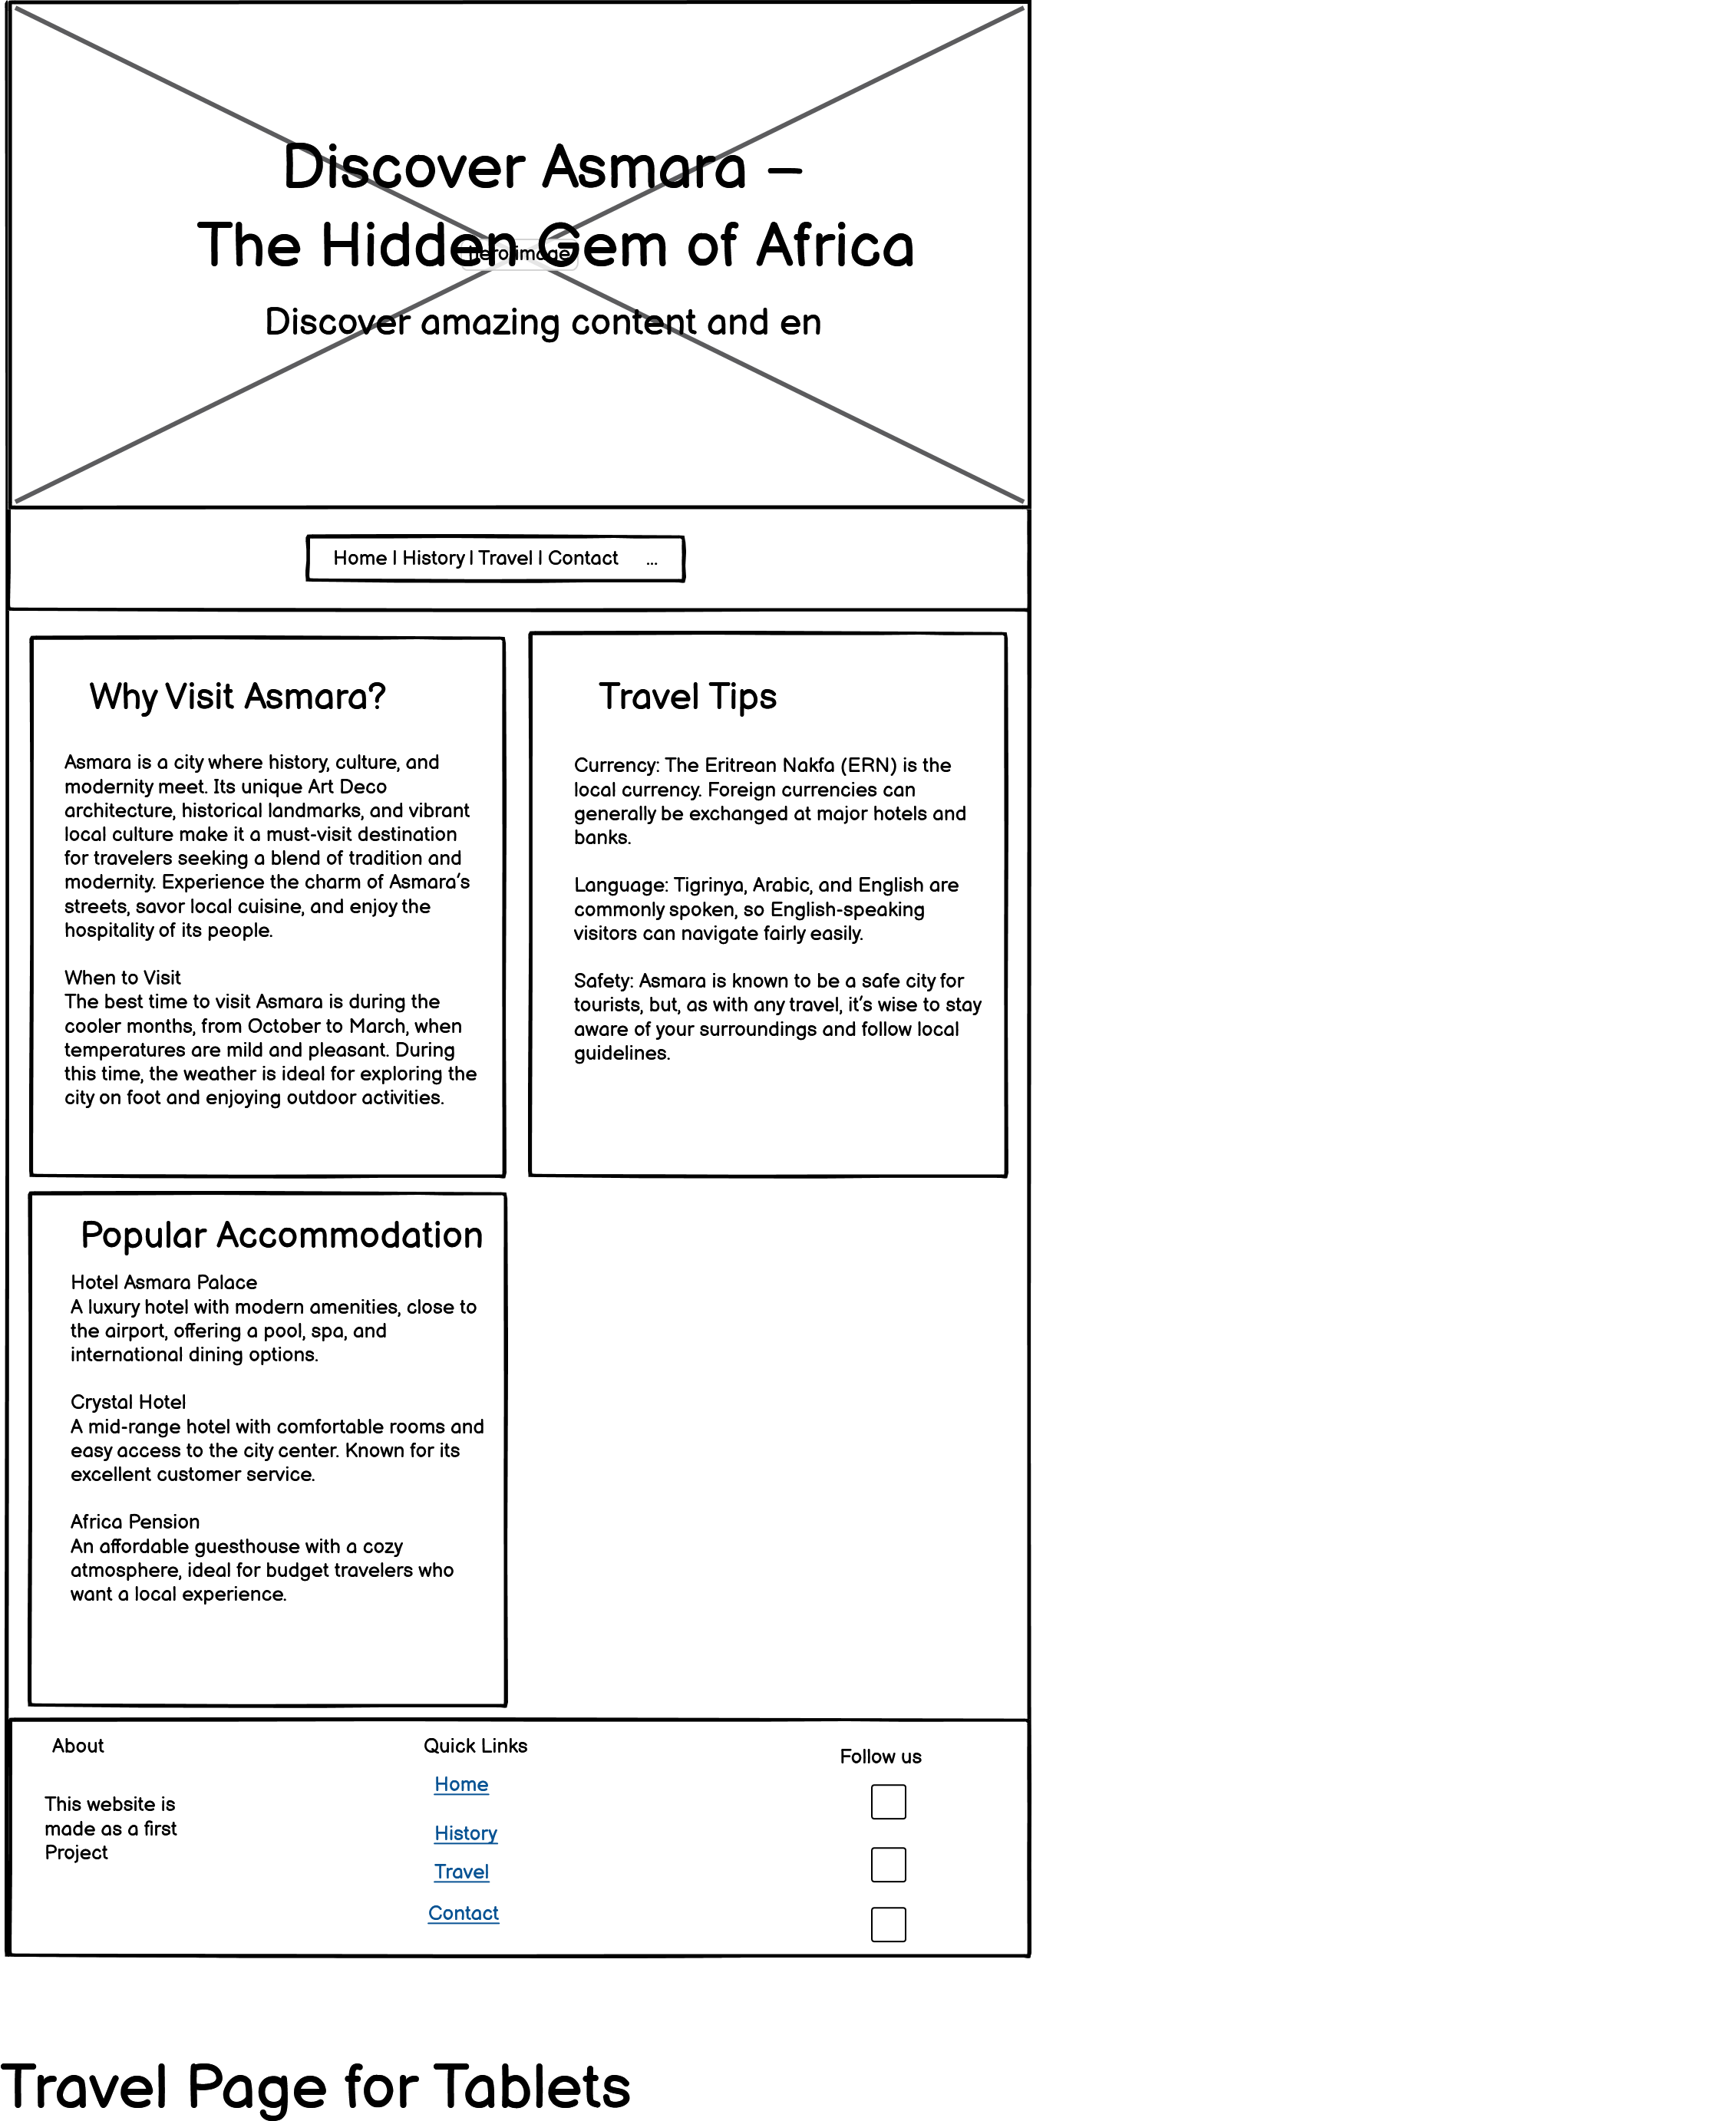 Discover Asmara –
The Hidden Gem of Africa
hero image
Discover amazing content and en
Home | History | Travel | Contact ...
Why Visit Asmara?
Asmara is a city where history, culture, and
modernity meet. Its unique Art Deco
architecture, historical landmarks, and vibrant
local culture make it a must-visit destination
for travelers seeking a blend of tradition and
modernity. Experience the charm of Asmara's
streets, savor local cuisine, and enjoy the
hospitality of its people.
When to Visit
The best time to visit Asmara is during the
cooler months, from October to March, when
temperatures are mild and pleasant. During
this time, the weather is ideal for exploring the
city on foot and enjoying outdoor activities.
Travel Tips
Currency: The Eritrean Nakfa (ERN) is the
local currency. Foreign currencies can
generally be exchanged at major hotels and
banks.
Language: Tigrinya, Arabic, and English are
commonly spoken, so English-speaking
visitors can navigate fairly easily.
Safety: Asmara is known to be a safe city for
tourists, but, as with any travel, it's wise to stay
aware of your surroundings and follow local
guidelines.
Popular Accommodation
Hotel Asmara Palace
A luxury hotel with modern amenities, close to
the airport, offering a pool, spa, and
international dining options.
Crystal Hotel
A mid-range hotel with comfortable rooms and
easy access to the city center. Known for its
excellent customer service.
Africa Pension
An affordable guesthouse with a cozy
atmosphere, ideal for budget travelers who
want a local experience.
About
This website is
made as a first
Project
Quick Links
Home
History
Travel
Contact
Follow us
Travel Page for Tablets